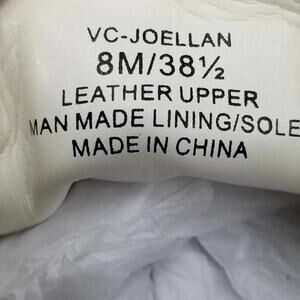 VC-JOELLAN
8M/38½
LEATHER UPPER
MAN MADE LINING/SOLE
MADE IN CHINA